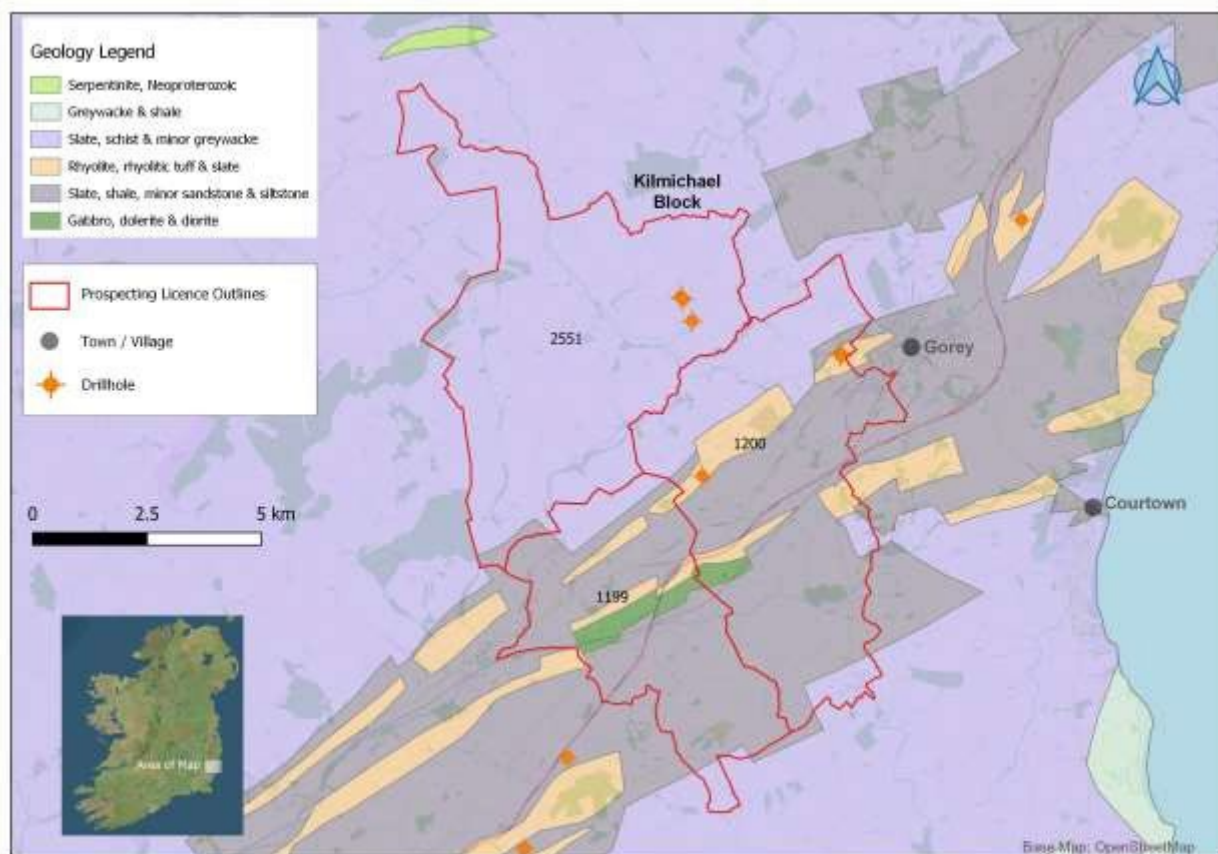 Geology Legend
Serpentinite, Neoproterozoic
Greywacke & shale
Slate, schist & minor greywacke
Rhyolite, rhyolitic tuff & slate
Slate, shale, minor sandstone & siltstone
Gabbro, dolerite & diorite
Prospecting Licence Outlines
Town / Village
Drillhole
Kilmichael
Block
2551
Gorey
1200
Courtown
0 2.5 5 km
1199
Area of Map
Base-Map: OpenStreetMap